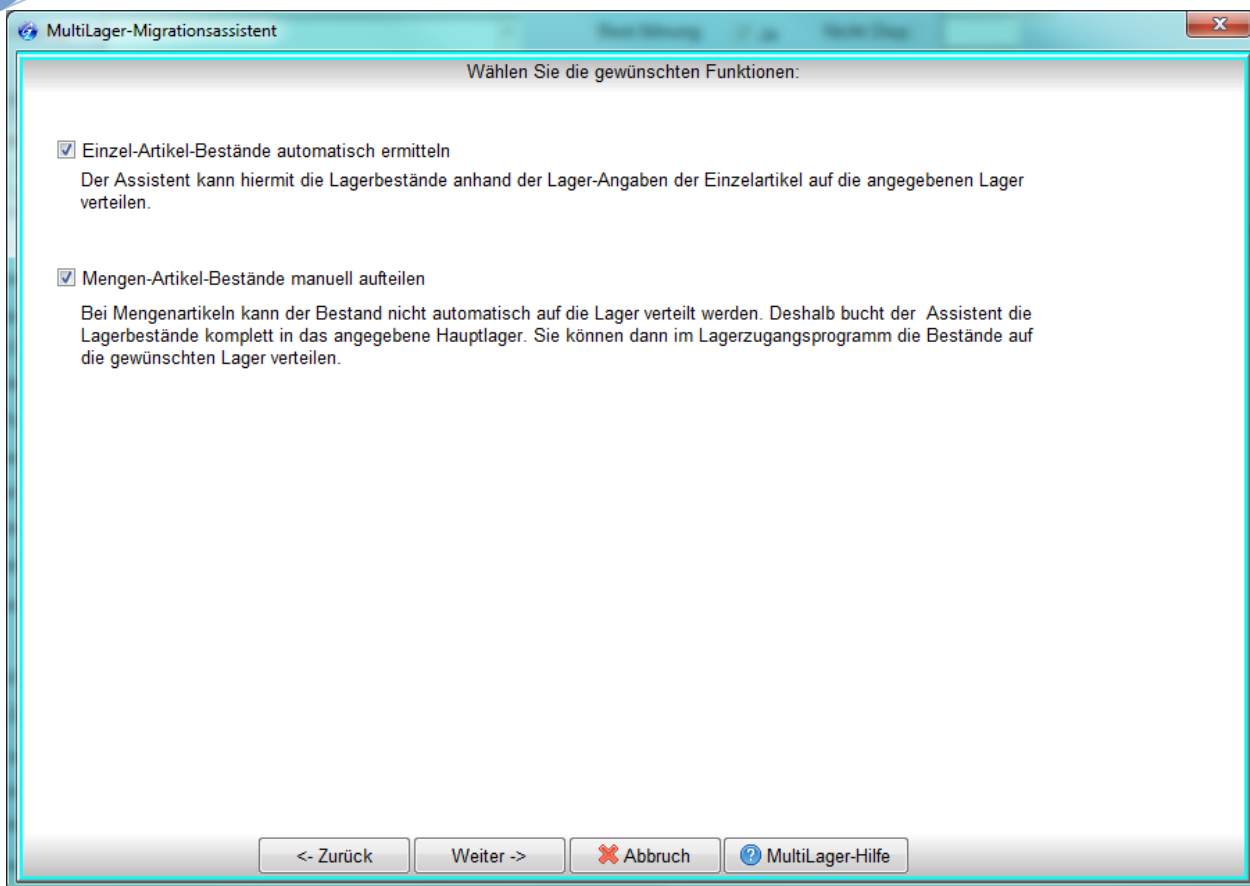 MultiLager-Migrationsassistent
Wählen Sie die gewünschten Funktionen:
Einzel-Artikel-Bestände automatisch ermitteln
Der Assistent kann hiermit die Lagerbestände anhand der Lager-Angaben der Einzelartikel auf die angegebenen Lager
verteilen.
Mengen-Artikel-Bestände manuell aufteilen
Bei Mengenartikeln kann der Bestand nicht automatisch auf die Lager verteilt werden. Deshalb bucht der  Assistent die
Lagerbestände komplett in das angegebene Hauptlager. Sie können dann im Lagerzugangsprogramm die Bestände auf
die gewünschten Lager verteilen.
<- Zurück Weiter -> Abbruch MultiLager-Hilfe